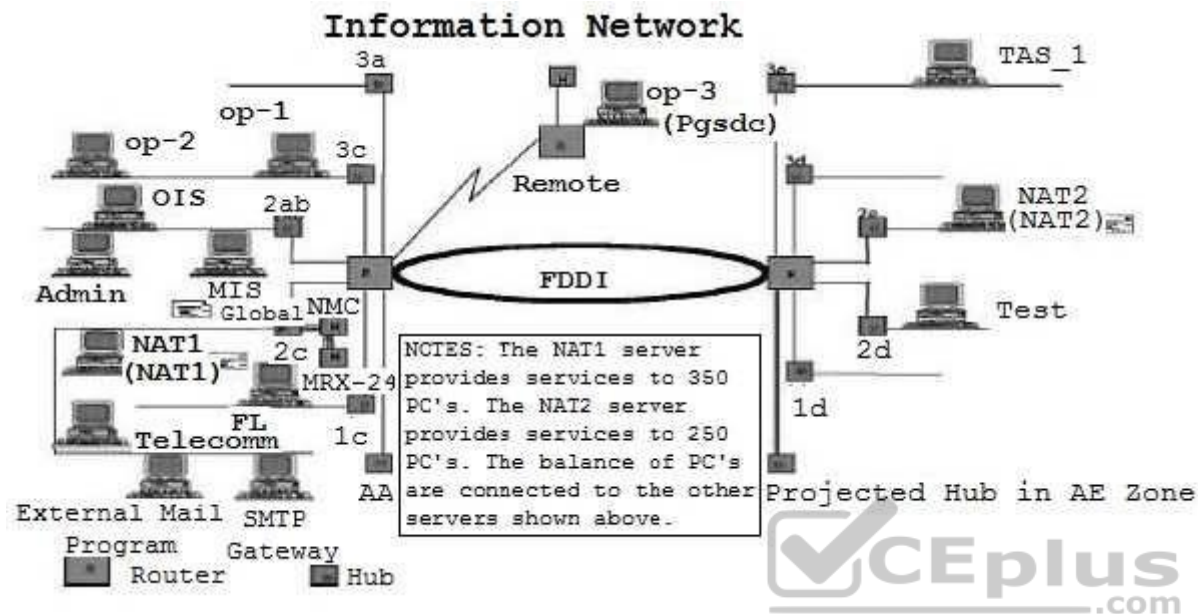 Information Network
3a
TAS_1
op-3
(Pgsdc)
op-1
op-2
3c
3d
Remote
OIS
2ab
NAT2
(NAT2)
FDDI
Admin
MIS
Global
NMC
Test
NAT1
(NAT1)
2c
2d
MRX-24
NOTES: The NAT1 server
provides services to 350
PC's. The NAT2 server
provides services to 250
PC's. The balance of PC's
are connected to the other
servers shown above.
FL
1c
1d
Telecomm
AA
Projected Hub in AE Zone
External Mail
Program
SMTP
Gateway
Router
Hub
CEplus
.com